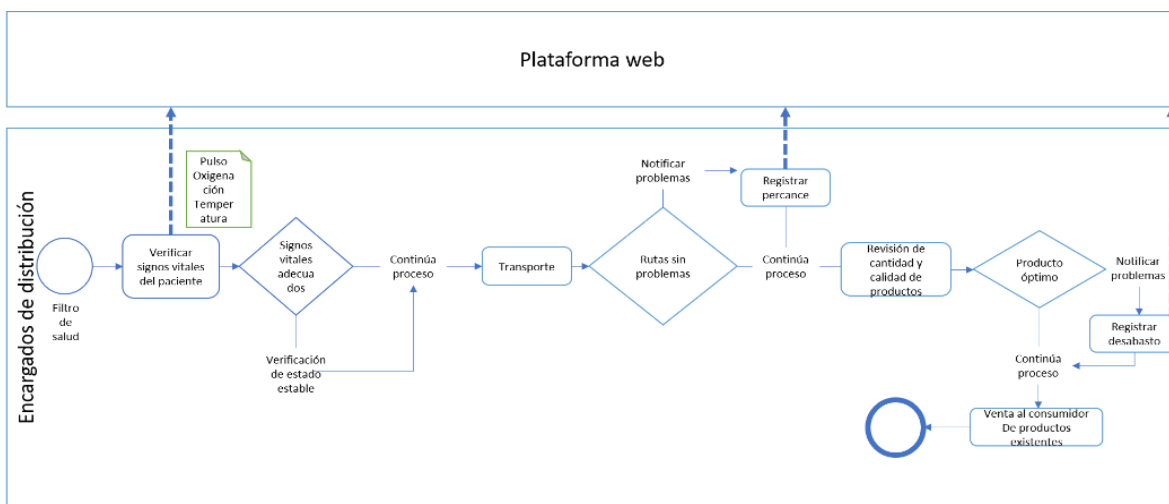 Plataforma web
Encargados de distribución
Filtro
de
salud
Verificar
signos vitales
del paciente
Pulso
Oxigena
ción
Temper
atura
Signos
vitales
adecua
dos
Continúa
proceso
Verificación
de estado
estable
Transporte
Rutas sin
problemas
Notificar
problemas
Registrar
percance
Continúa
proceso
Revisión de
cantidad y
calidad de
productos
Producto
óptimo
Notificar
problemas
Registrar
desabasto
Continúa
proceso
Venta al consumidor
De productos
existentes